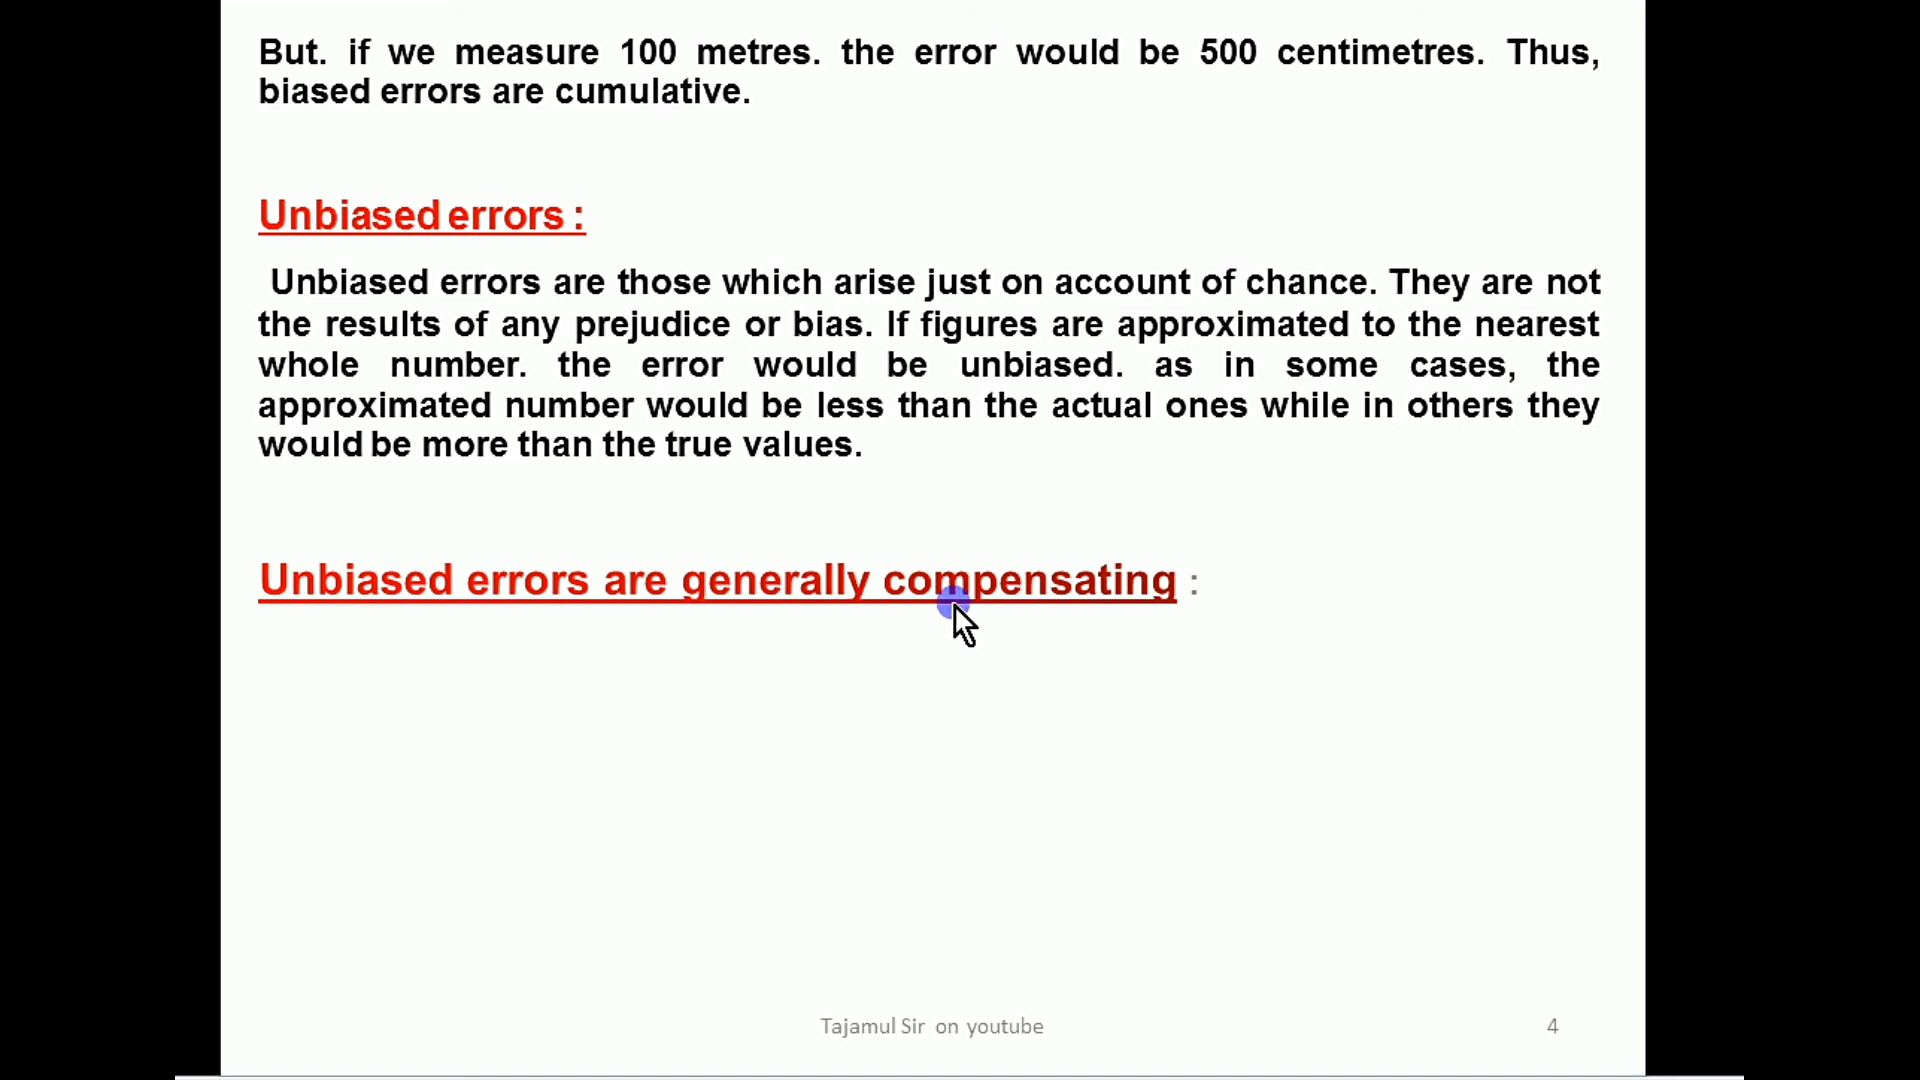 But. if we measure 100 metres. the error would be 500 centimetres. Thus,
biased errors are cumulative.
Unbiased errors :
Unbiased errors are those which arise just on account of chance. They are not
the results of any prejudice or bias. If figures are approximated to the nearest
whole number. the error would be unbiased. as in some cases, the
approximated number would be less than the actual ones while in others they
would be more than the true values.
Unbiased errors are generally compensating :
Tajamul Sir on youtube
4